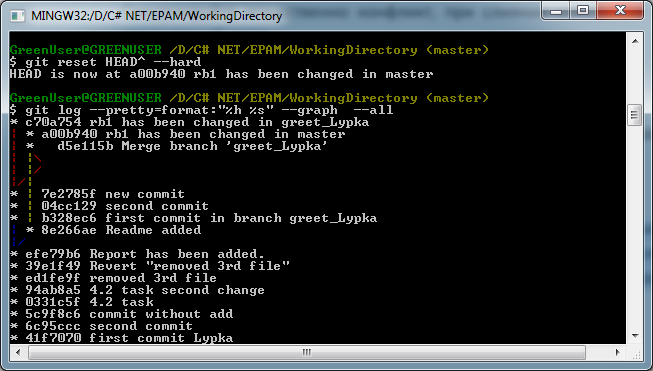 MINGW32:/D/C# NET/EPAM/WorkingDirectory
GreenUser@GREENUSER /D/C# NET/EPAM/WorkingDirectory (master)
$ git reset HEAD^ --hard
HEAD is now at a00b940 rb1 has been changed in master
GreenUser@GREENUSER /D/C# NET/EPAM/WorkingDirectory (master)
$ git log --pretty=format:"%h %s" --graph  --all
* c70a754 rb1 has been changed in greet_Lypka
| * a00b940 rb1 has been changed in master
| *   d5e115b Merge branch 'greet_Lypka'
| |\
| |/
|/|
* | 7e2785f new commit
* | 04cc129 second commit
* | b328ec6 first commit in branch greet_Lypka
| * 8e266ae Readme added
|/
* efe79b6 Report has been added.
* 39e1f49 Revert "removed 3rd file"
* ed1fe9f removed 3rd file
* 94ab8a5 4.2 task second change
* 0331c5f 4.2 task
* 5c9f8c6 commit without add
* 6c95ccc second commit
* 41f7070 first commit Lypka